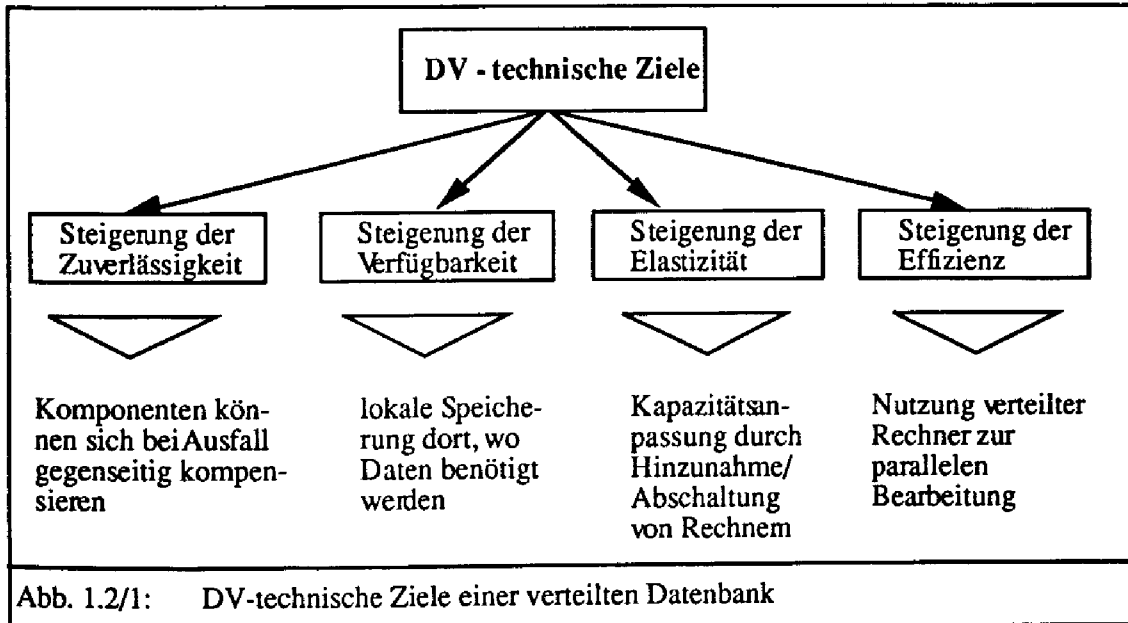 DV - technische Ziele
Steigerung der
Zuverlässigkeit
Steigerung der
Verfügbarkeit
Steigerung der
Elastizität
Steigerung der
Effizienz
Komponenten kön-
nen sich bei Ausfall
gegenseitig kompen-
sieren
lokale Speiche-
rung dort, wo
Daten benötigt
werden
Kapazitätsan-
passung durch
Hinzunahme/
Abschaltung
von Rechnern
Nutzung verteilter
Rechner zur
parallelen
Bearbeitung
Abb. 1.2/1: DV-technische Ziele einer verteilten Datenbank